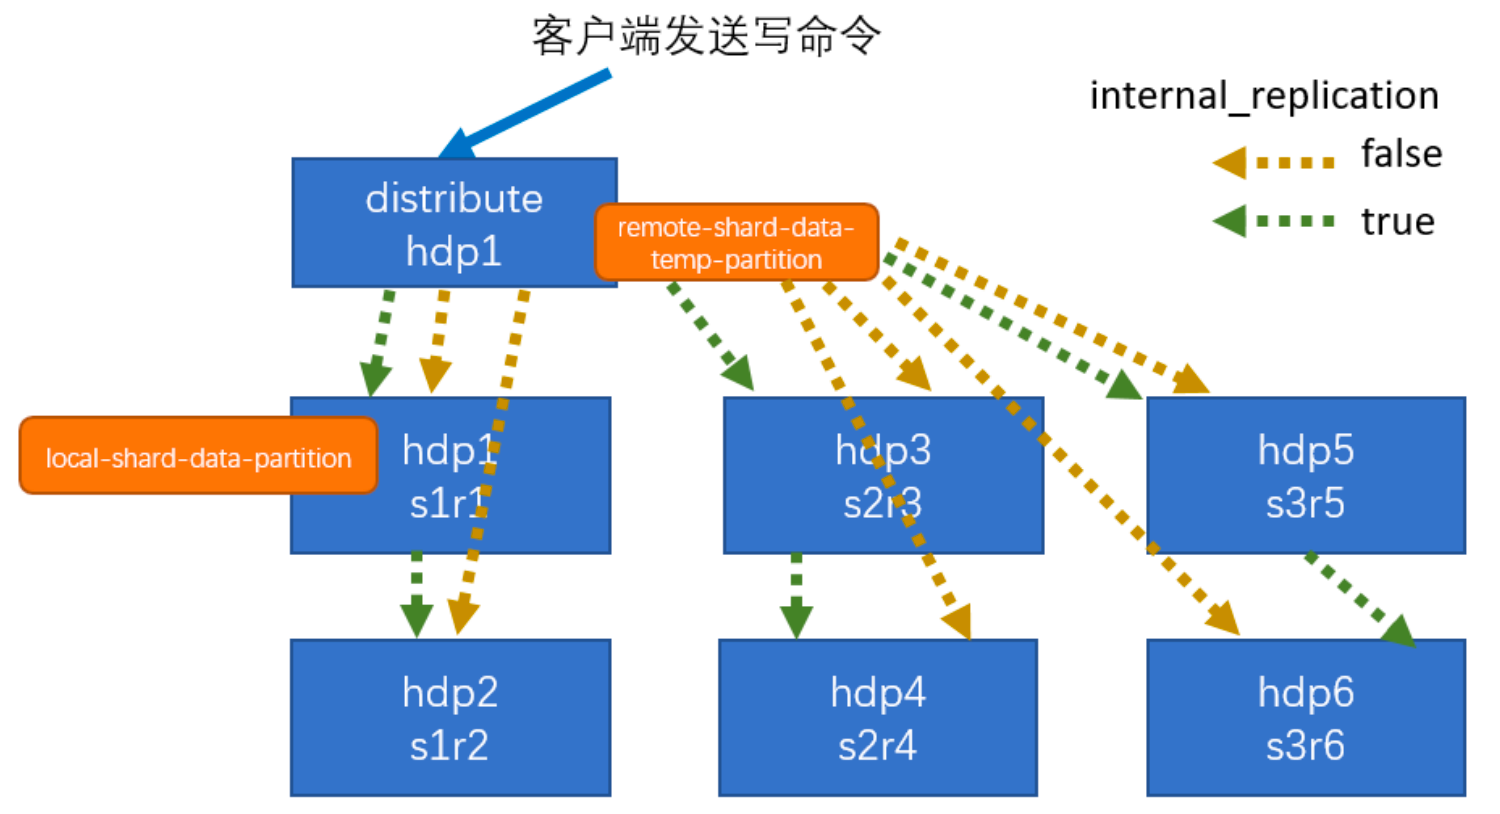 客户端发送写命令
internal_replication
false
true
distribute
hdp1
remote-shard-data-
temp-partition
local-shard-data-partition
hdp1
s1r1
hdp3
s2r3
hdp5
s3r5
hdp2
s1r2
hdp4
s2r4
hdp6
s3r6